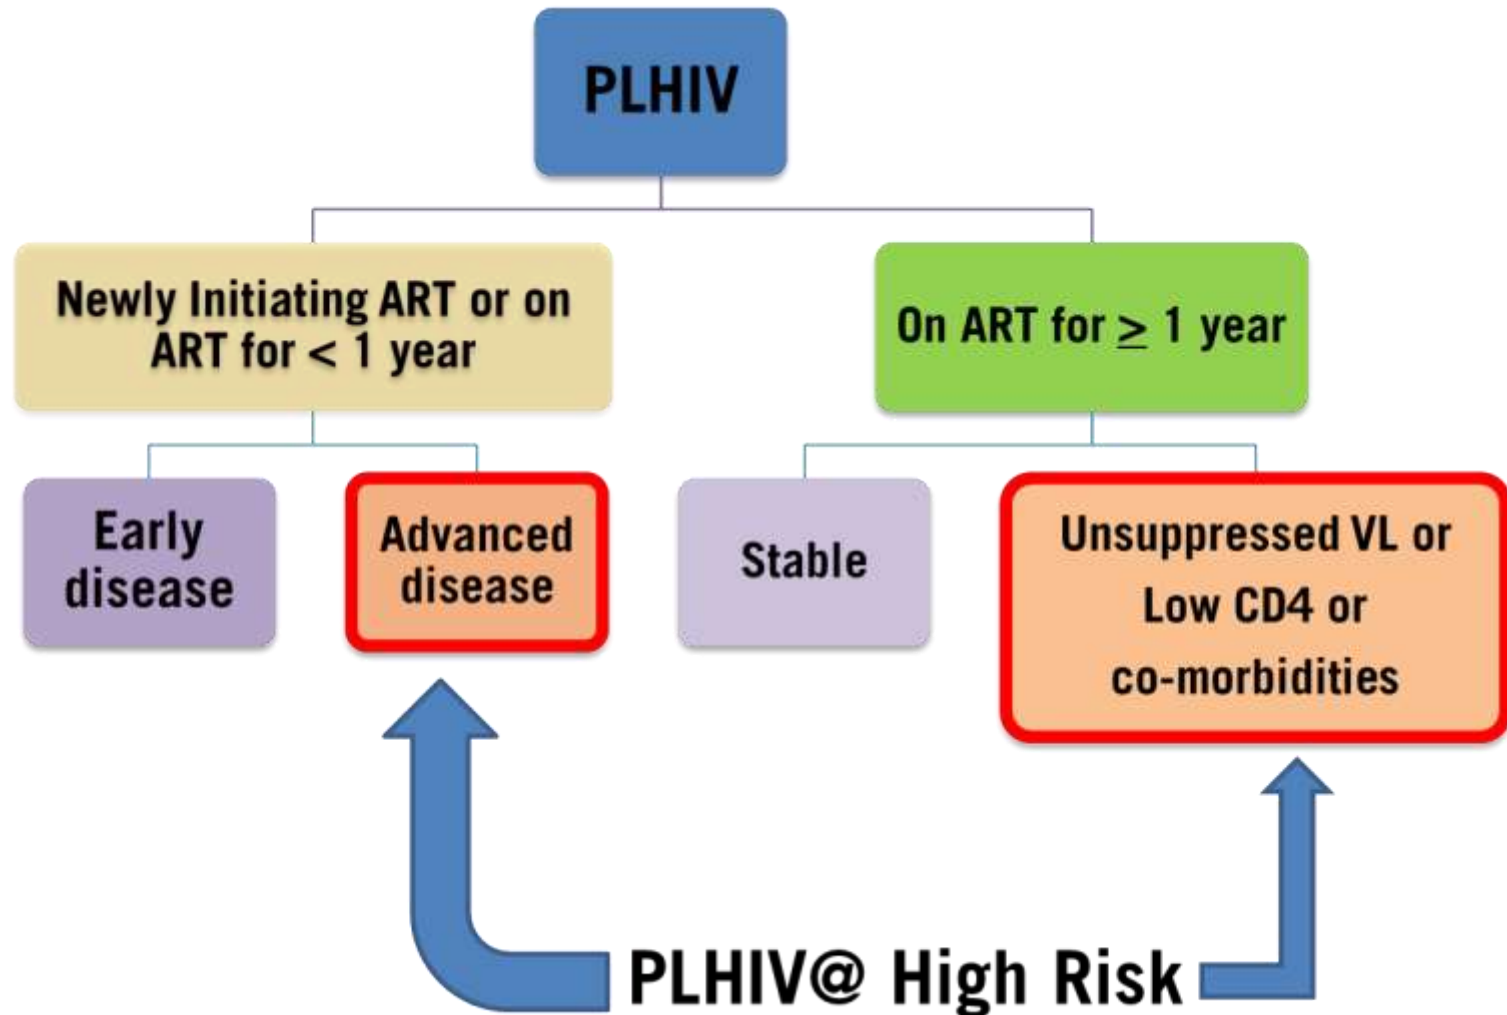 PLHIV
Newly Initiating ART or on
ART for < 1 year
On ART for ≥ 1 year
Early
disease
Advanced
disease
Stable
Unsuppressed VL or
Low CD4 or
co-morbidities
PLHIV@ High Risk